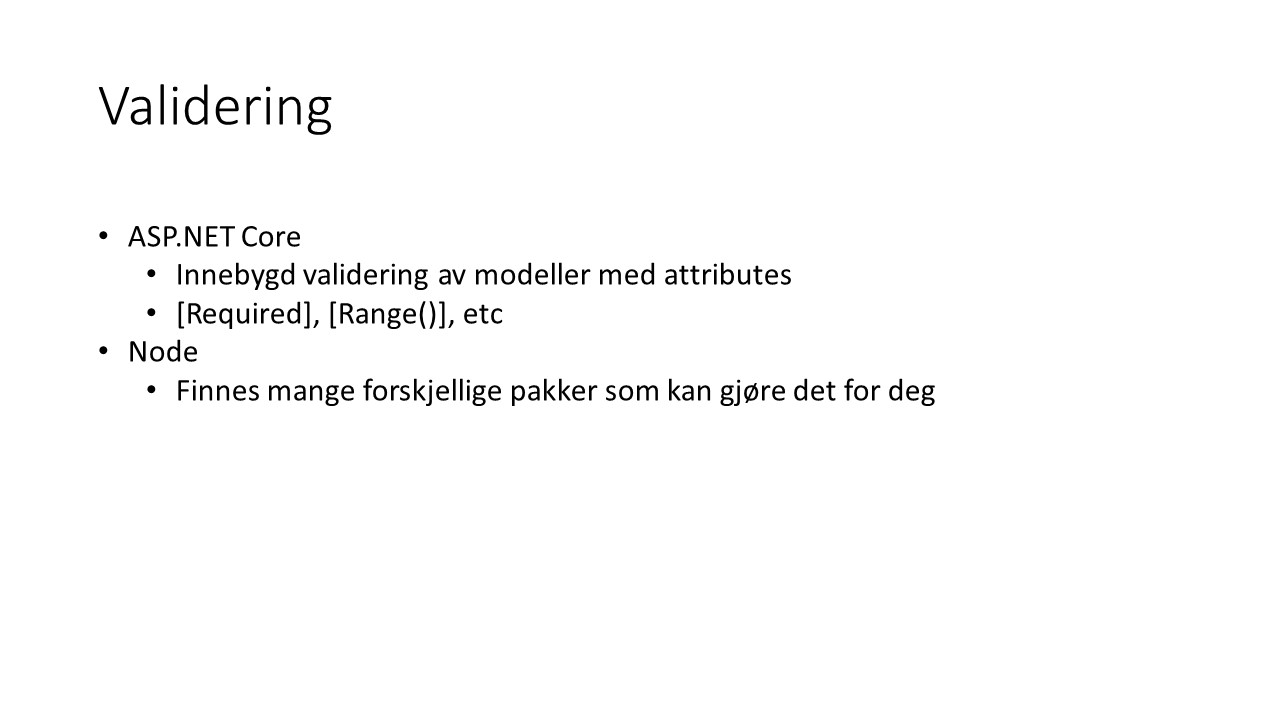 Validering
• ASP.NET Core
• Innebygd validering av modeller med attributes
• [Required], [Range()], etc
• Node
• Finnes mange forskjellige pakker som kan gjøre det for deg